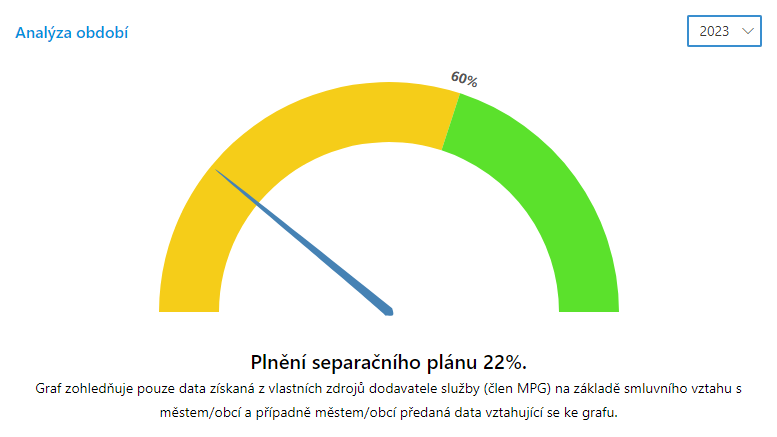 Analýza období
2023
60%
Plnění separačního plánu 22%.
Graf zohledňuje pouze data získaná z vlastních zdrojů dodavatele služby (člen MPG) na základě smluvního vztahu s
městem/obcí a případně městem/obcí předaná data vztahující se ke grafu.